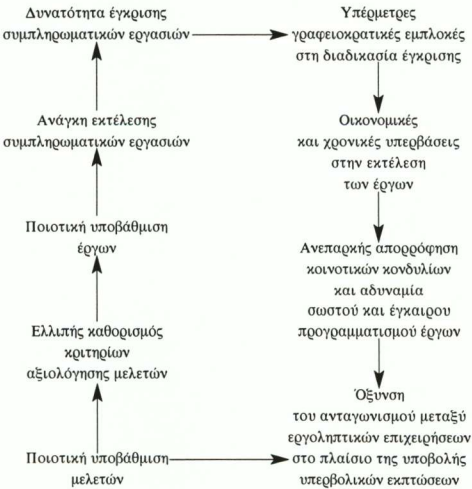 Δυνατότητα έγκρισης
συμπληρωματικών εργασιών
Υπέρμετρες
γραφειοκρατικές εμπλοκές
στη διαδικασία έγκρισης
Ανάγκη εκτέλεσης
συμπληρωματικών εργασιών
Οικονομικές
και χρονικές υπερβάσεις
στην εκτέλεση
των έργων
Ποιοτική υποβάθμιση
έργων
Ανεπαρκής απορρόφηση
κοινοτικών κονδυλίων
και αδυναμία
σωστού και έγκαιρου
προγραμματισμού έργων
Ελλιπής καθορισμός
κριτηρίων
αξιολόγησης μελετών
Όξυνση
του ανταγωνισμού μεταξύ
εργοληπτικών επιχειρήσεων
στο πλαίσιο της υποβολής
υπερβολικών εκπτώσεων
Ποιοτική υποβάθμιση
μελετών